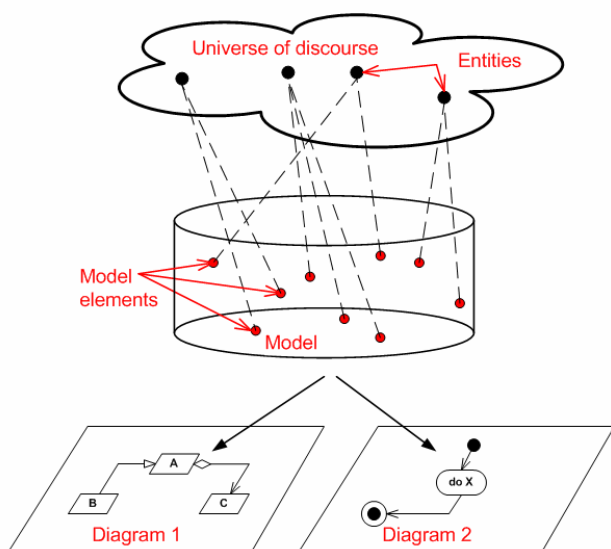 Universe of discourse
Entities
Model
elements
Model
A
B
C
Diagram 1
do X
Diagram 2